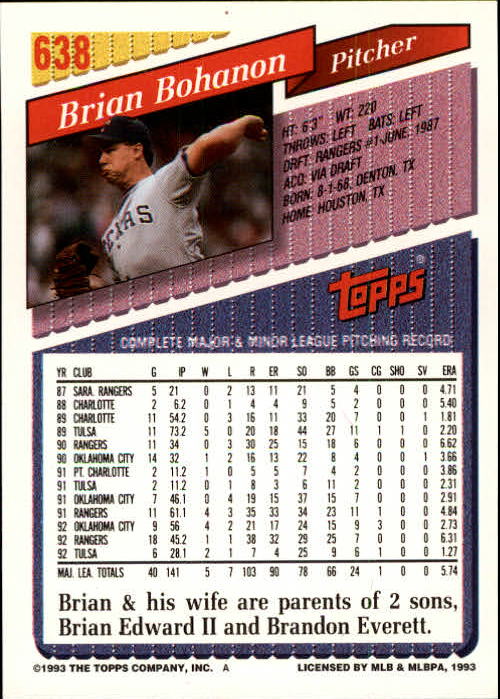 638
Brian Bohanon
Pitcher
HT: 6'3" WT: 220
THROWS: LEFT BATS: LEFT
DRFT: RANGERS #1-JUNE, 1987
ACQ: VIA DRAFT
BORN: 8-1-68, DENTON, TX
HOME: HOUSTON, TX
EXAS
TOPPS®
COMPLETE MAJOR & MINOR LEAGUE PITCHING RECORD
YR CLUB G IP W L R ER SO BB GS CG SHO SV ERA
87 SARA. RANGERS 5 21 0 2 13 11 21 5 4 0 0 0 4.71
88 CHARLOTTE 2 6.2 0 1 4 4 9 5 2 0 0 0 5.40
89 CHARLOTTE 11 54.2 0 3 16 11 33 20 7 0 0 1 1.81
89 TULSA 11 73.2 5 0 20 18 44 27 11 1 1 0 2.20
90 RANGERS 11 34 0 3 30 25 15 18 6 0 0 0 6.62
90 OKLAHOMA CITY 14 32 1 2 16 13 22 8 4 0 0 1 3.66
91 PT. CHARLOTTE 2 11.2 1 0 5 5 7 4 2 0 0 0 3.86
91 TULSA 2 11.2 0 1 8 3 6 11 2 0 0 0 2.31
91 OKLAHOMA CITY 7 46.1 0 4 19 15 37 15 7 0 0 0 2.91
91 RANGERS 11 61.1 4 3 35 33 34 23 11 1 0 0 4.84
92 OKLAHOMA CITY 9 56 4 2 21 17 24 15 9 3 0 0 2.73
92 RANGERS 18 45.2 1 1 38 32 29 25 7 0 0 0 6.31
92 TULSA 6 28.1 2 1 7 4 25 9 6 1 0 0 1.27
MAJ. LEA. TOTALS 40 141 5 7 103 90 78 66 24 1 0 0 5.74
Brian & his wife are parents of 2 sons,
Brian Edward II and Brandon Everett.
©1993 THE TOPPS COMPANY, INC. A LICENSED BY MLB & MLBPA, 1993